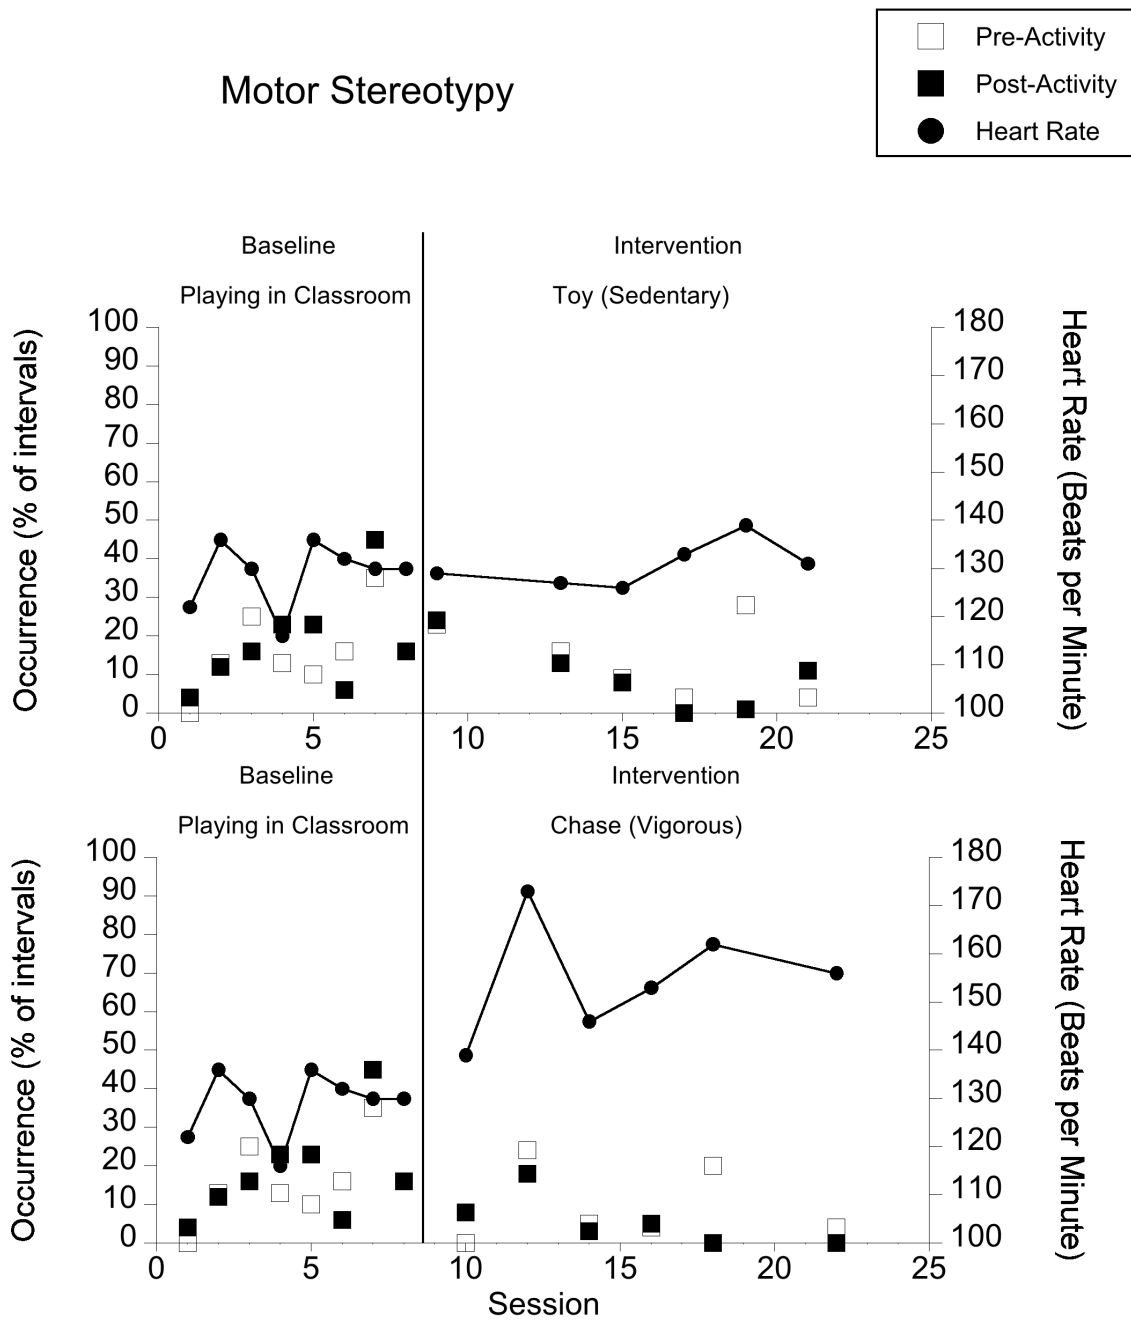 Pre-Activity
Motor Stereotypy
Post-Activity
Heart Rate
Baseline
Intervention
Playing in Classroom
Toy (Sedentary)
Occurrence (% of intervals)
100
90
80
70
60
50
40
30
20
10
0
180
170
160
150
140
130
120
110
100
Heart Rate (Beats per Minute)
0 5 10 15 20 25
Baseline
Intervention
Playing in Classroom
Chase (Vigorous)
Occurrence (% of intervals)
100
90
80
70
60
50
40
30
20
10
0
180
170
160
150
140
130
120
110
100
Heart Rate (Beats per Minute)
0 5 10 15 20 25
Session